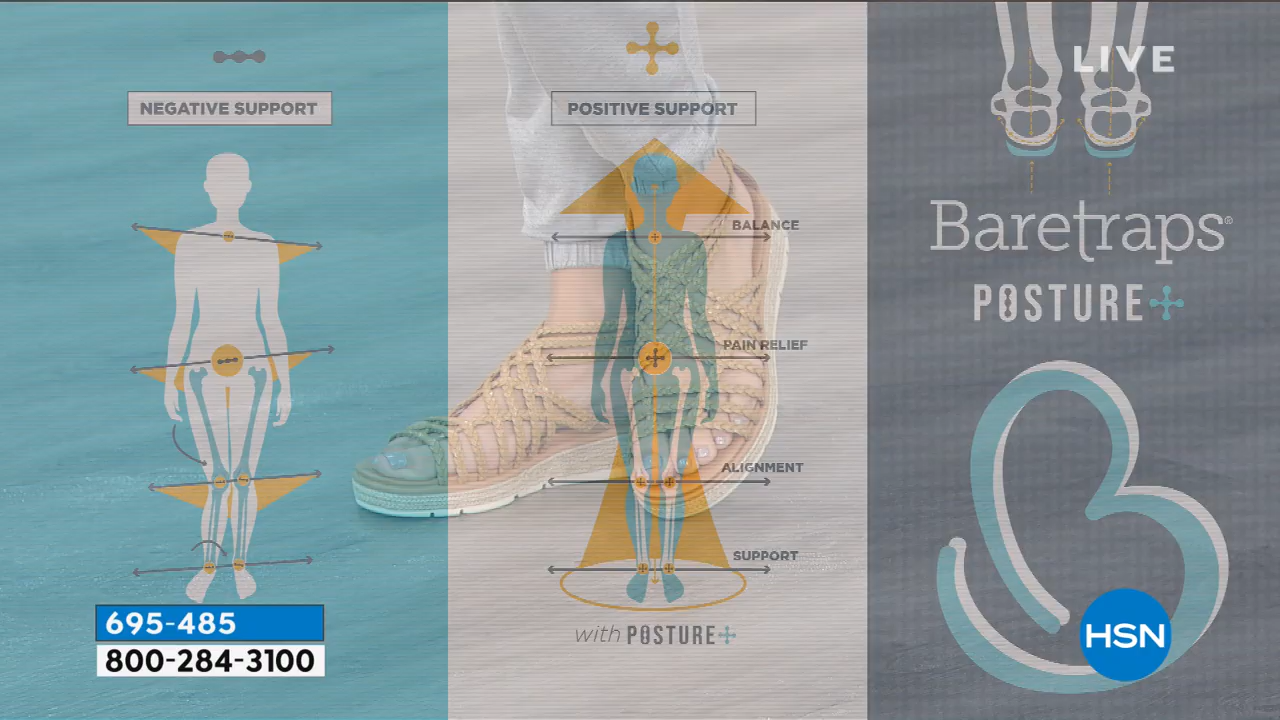 NEGATIVE SUPPORT
695-485
800-284-3100
POSITIVE SUPPORT
BALANCE
PAIN RELIEF
ALIGNMENT
SUPPORT
with POSTURE+
LIVE
Baretraps®
POSTURE+
HSN